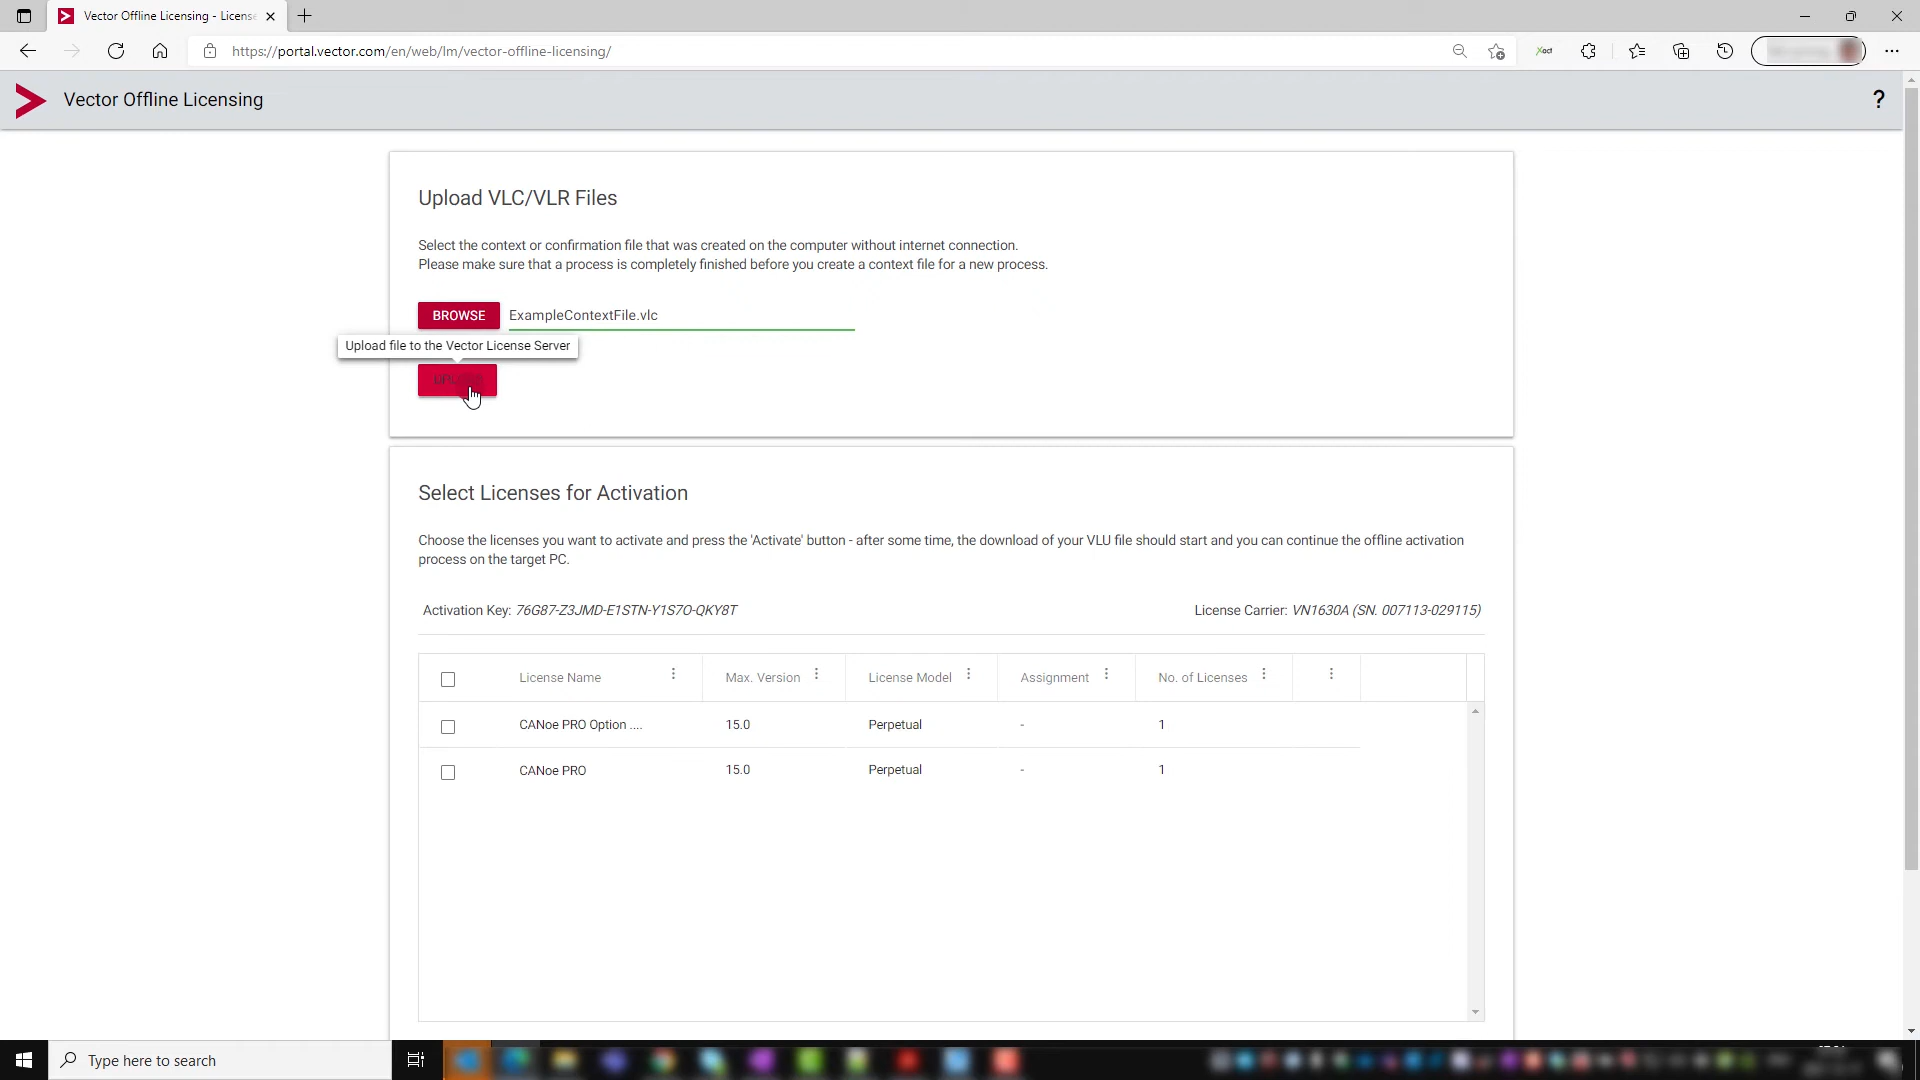 Vector Offline Licensing - License
https://portal.vector.com/en/web/lm/vector-offline-licensing/
Vector Offline Licensing
?
Upload VLC/VLR Files
Select the context or confirmation file that was created on the computer without internet connection.
Please make sure that a process is completely finished before you create a context file for a new process.
BROWSE ExampleContextFile.vlc
Upload file to the Vector License Server
Select Licenses for Activation
Choose the licenses you want to activate and press the 'Activate' button - after some time, the download of your VLU file should start and you can continue the offline activation
process on the target PC.
Activation Key: 76G87-Z3JMD-E1STN-Y1S7O-QKY8T License Carrier: VN1630A (SN. 007113-029115)
License Name Max. Version License Model Assignment No. of Licenses
CANoe PRO Option .... 15.0 Perpetual - 1
CANoe PRO 15.0 Perpetual - 1
Type here to search